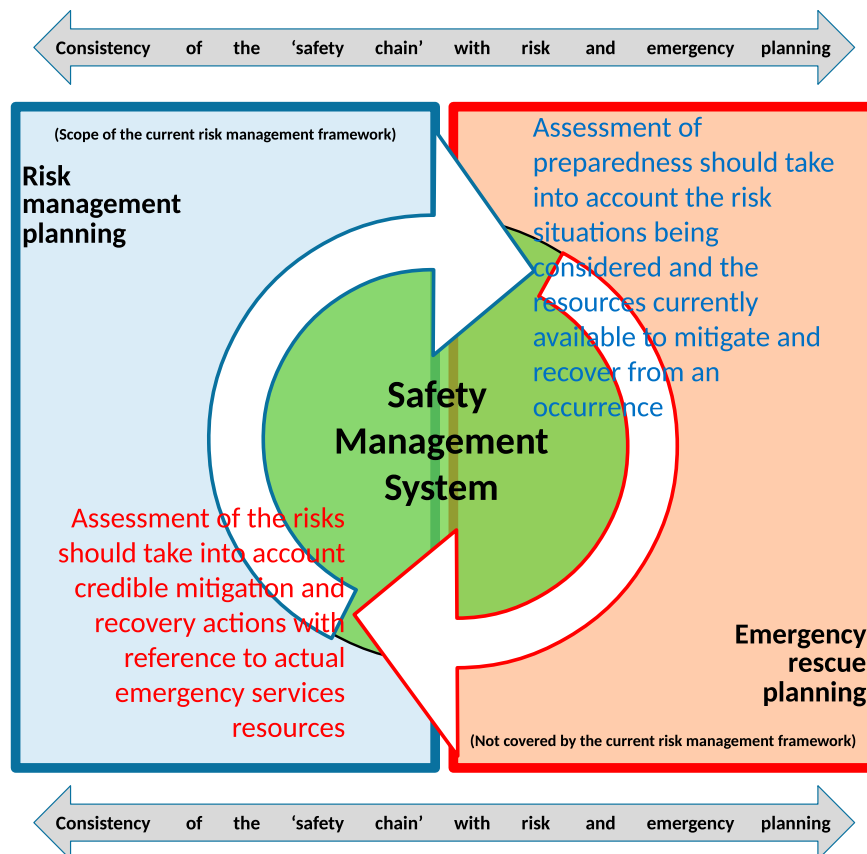 Consistency of the ‘safety chain’ with risk and emergency planning
(Scope of the current risk management framework)
Risk
management
planning
Assessment of
preparedness should take
into account the risk
situations being
considered and the
resources currently
available to mitigate and
recover from an
occurrence
Safety
Management
System
Assessment of the risks
should take into account
credible mitigation and
recovery actions with
reference to actual
emergency services
resources
Emergency
rescue
planning
(Not covered by the current risk management framework)
Consistency of the ‘safety chain’ with risk and emergency planning